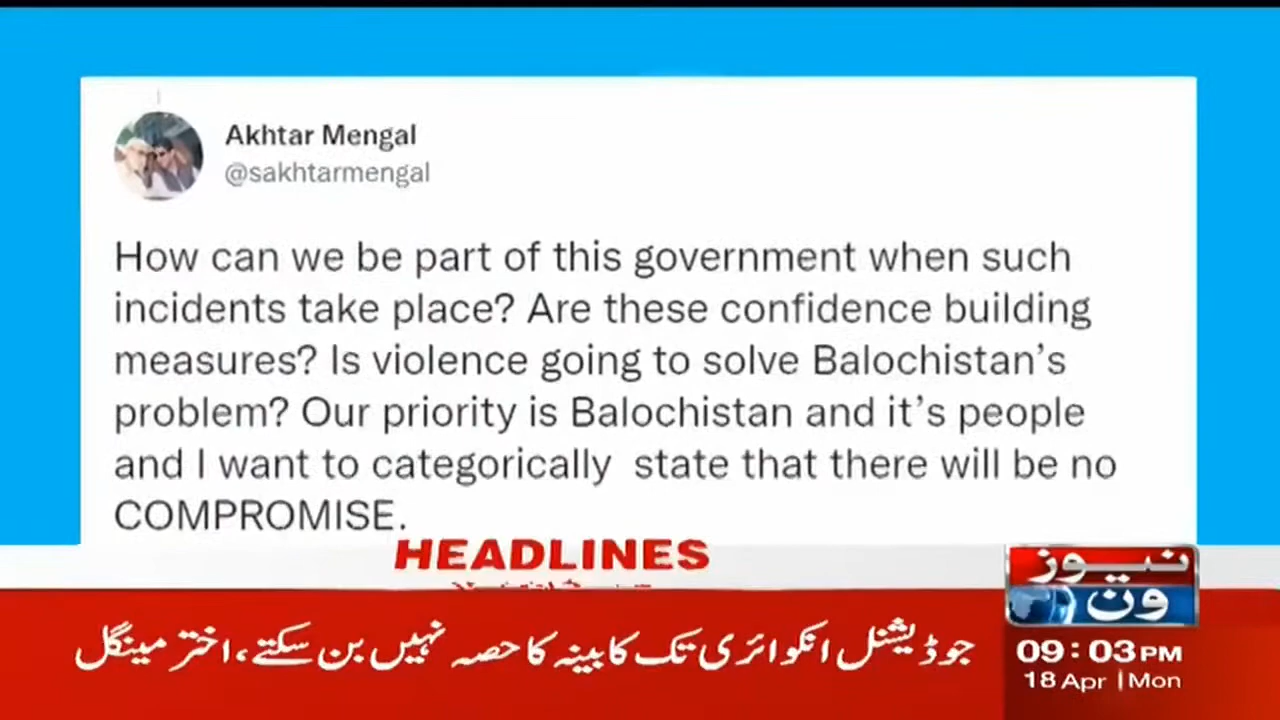 Akhtar Mengal
@sakhtarmengal
How can we be part of this government when such
incidents take place? Are these confidence building
measures? Is violence going to solve Balochistan's
problem? Our priority is Balochistan and it's people
and I want to categorically state that there will be no
COMPROMISE.
HEADLINES
نیوز
ون
جوڈیشنل انکوائری تک کابینہ کا حصہ نہیں بن سکتے، اختر مینگل
09:03PM
18 Apr | Mon